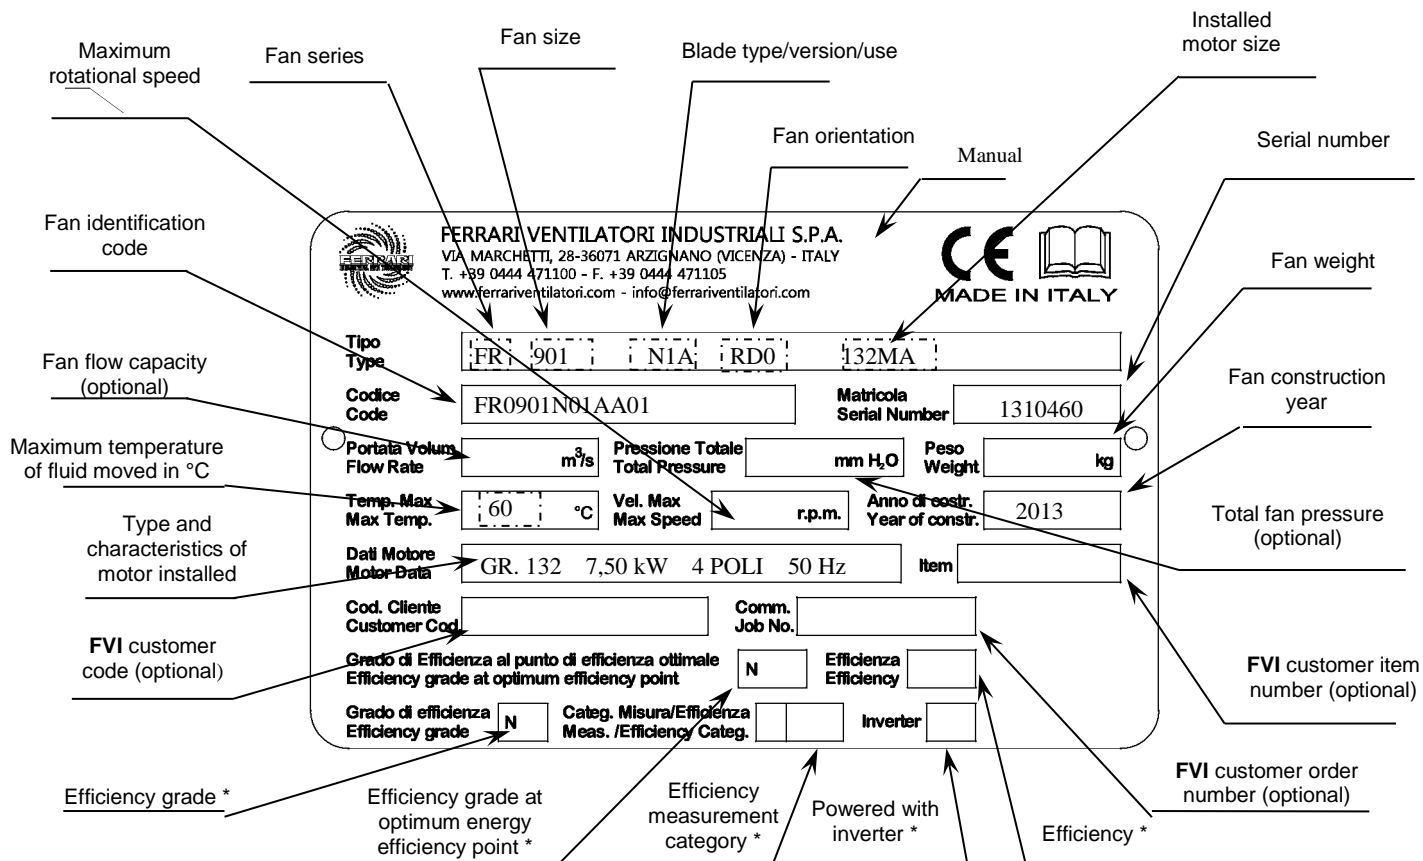 Maximum
rotational speed
Fan series
Fan size
Blade type/version/use
Installed
motor size
Fan orientation
Manual
Serial number
Fan identification
code
Fan weight
Fan flow capacity
(optional)
Fan construction
year
Maximum temperature
of fluid moved in °C
Type and
characteristics of
motor installed
Total fan pressure
(optional)
FVI customer
code (optional)
FVI customer item
number (optional)
FVI customer order
number (optional)
FERRARI
FERRARI VENTILATORI INDUSTRIALI S.P.A.
VIA MARCHETTI, 28-36071 ARZIGNANO (VICENZA) - ITALY
T. +39 0444 471100 - F. +39 0444 471105
www.ferrariventilatori.com - info@ferrariventilatori.com
CE
MADE IN ITALY
Tipo
Type
FR 901 N1A RD0 132MA
Codice
Code
FR0901N01AA01
Matricola
Serial Number
1310460
Portata Volum
Flow Rate
m³/s
Pressione Totale
Total Pressure
mm H₂O
Peso
Weight
kg
Temp. Max
Max Temp.
60 °C
Vel. Max
Max Speed
r.p.m.
Anno di costr.
Year of constr.
2013
Dati Motore
Motor Data
GR. 132 7,50 kW 4 POLI 50 Hz
Item
Cod. Cliente
Customer Cod.
Comm.
Job No.
Grado di Efficienza al punto di efficienza ottimale
Efficiency grade at optimum efficiency point
N
Efficienza
Efficiency
Grado di efficienza
Efficiency grade
N
Categ. Misura/Efficienza
Meas. /Efficiency Categ.
Inverter
Efficiency grade *
Efficiency grade at
optimum energy
efficiency point *
Efficiency
measurement
category *
Powered with
inverter *
Efficiency *